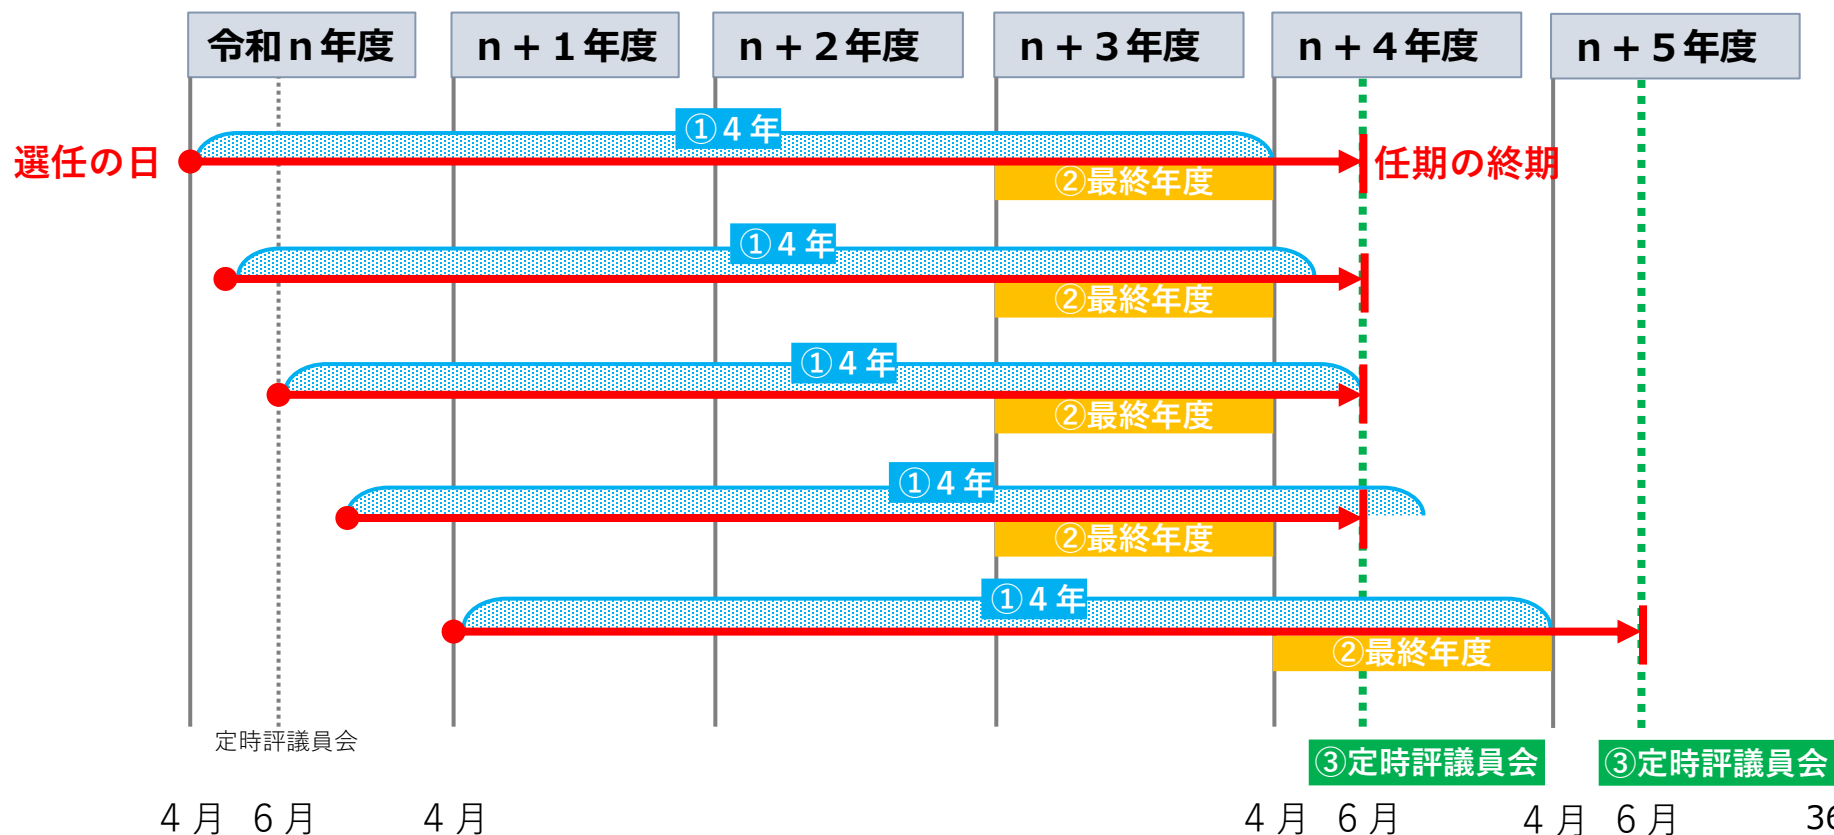 令和ｎ年度
ｎ＋１年度
ｎ＋２年度
ｎ＋３年度
ｎ＋４年度
ｎ＋５年度
①４年
選任の日
任期の終期
②最終年度
①４年
②最終年度
①４年
②最終年度
①４年
②最終年度
①４年
②最終年度
定時評議員会
③定時評議員会
③定時評議員会
４月
６月
４月
４月
６月
４月
６月
36